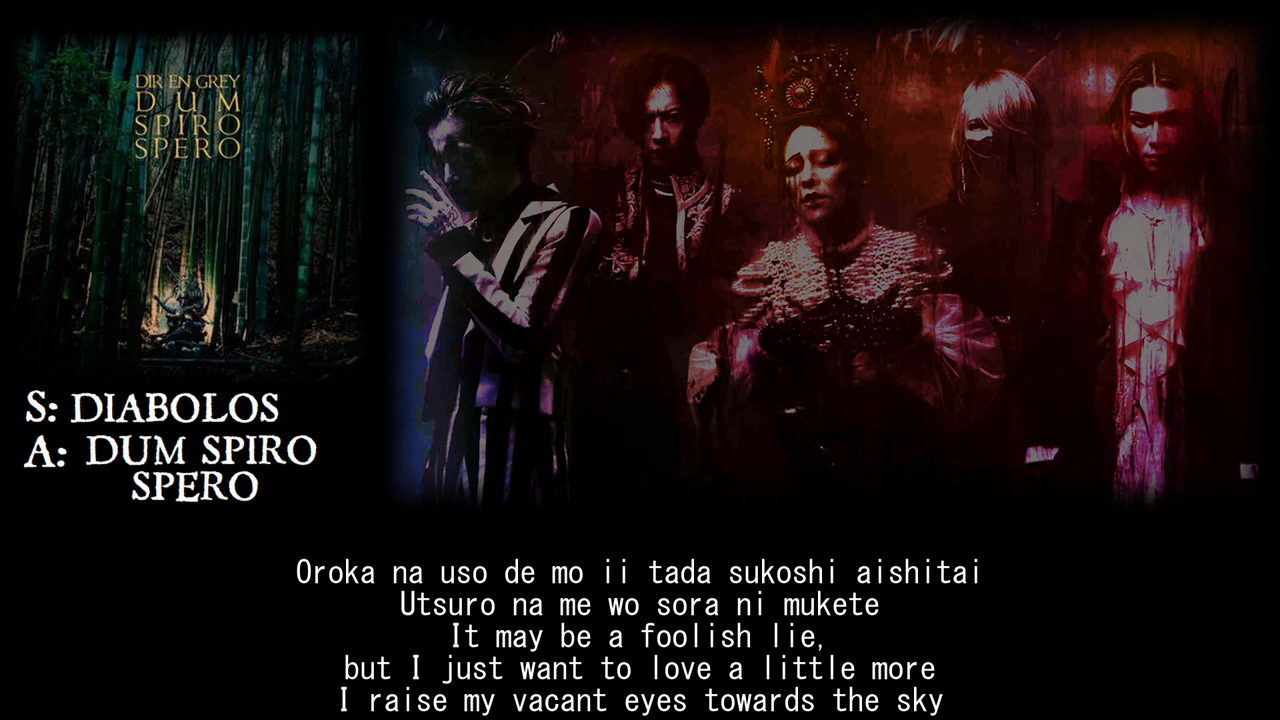 DIR EN GREY
DUM
SPIRO
SPERO
S: DIABOLOS
A: DUM SPIRO
SPERO
Oroka na uso de mo ii tada sukoshi aishitai
Utsuro na me wo sora ni mukete
It may be a foolish lie,
but I just want to love a little more
I raise my vacant eyes towards the sky